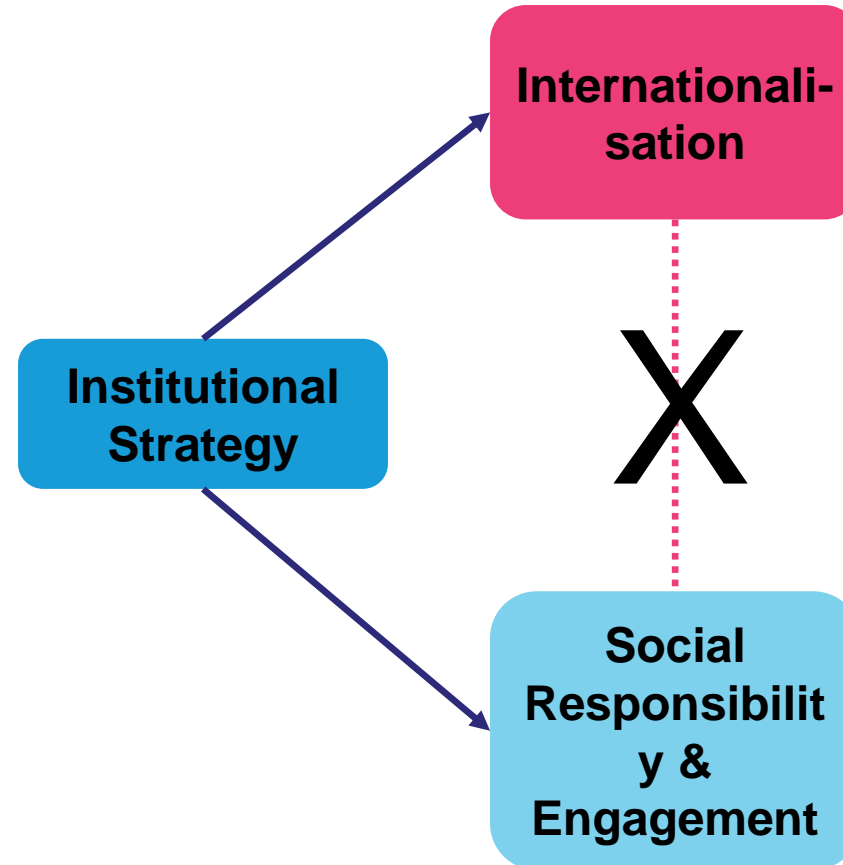 Internationali-
sation
Institutional
Strategy
X
Social
Responsibilit
y &
Engagement